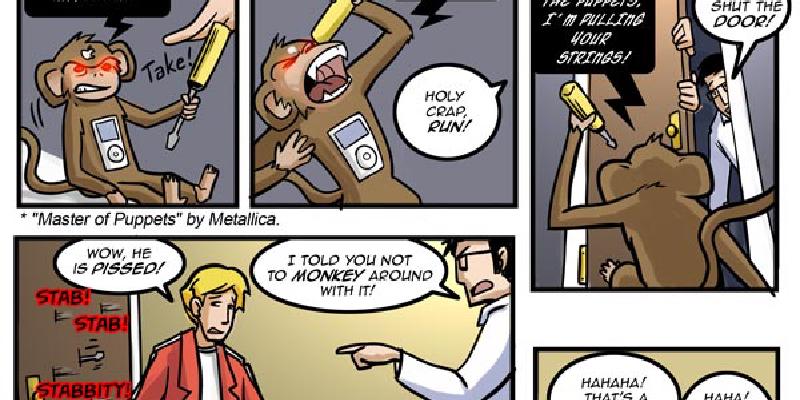 Take!
HOLY
CRAP,
RUN!
THE PUPPETS,
I'M PULLING
YOUR
STRINGS!
SHUT THE
DOOR!
* "Master of Puppets" by Metallica.
WOW, HE
IS PISSED!
I TOLD YOU NOT
TO MONKEY AROUND
WITH IT!
STAB!
STAB!
STABBITY!
HAHAHA!
THAT'S A
HAHA!